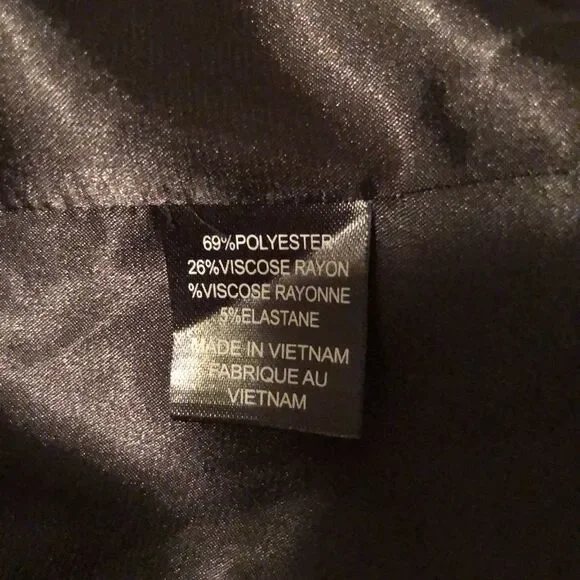 69%POLYESTER
26%VISCOSE RAYON
%VISCOSE RAYONNE
5%ELASTANE
MADE IN VIETNAM
FABRIQUE AU
VIETNAM